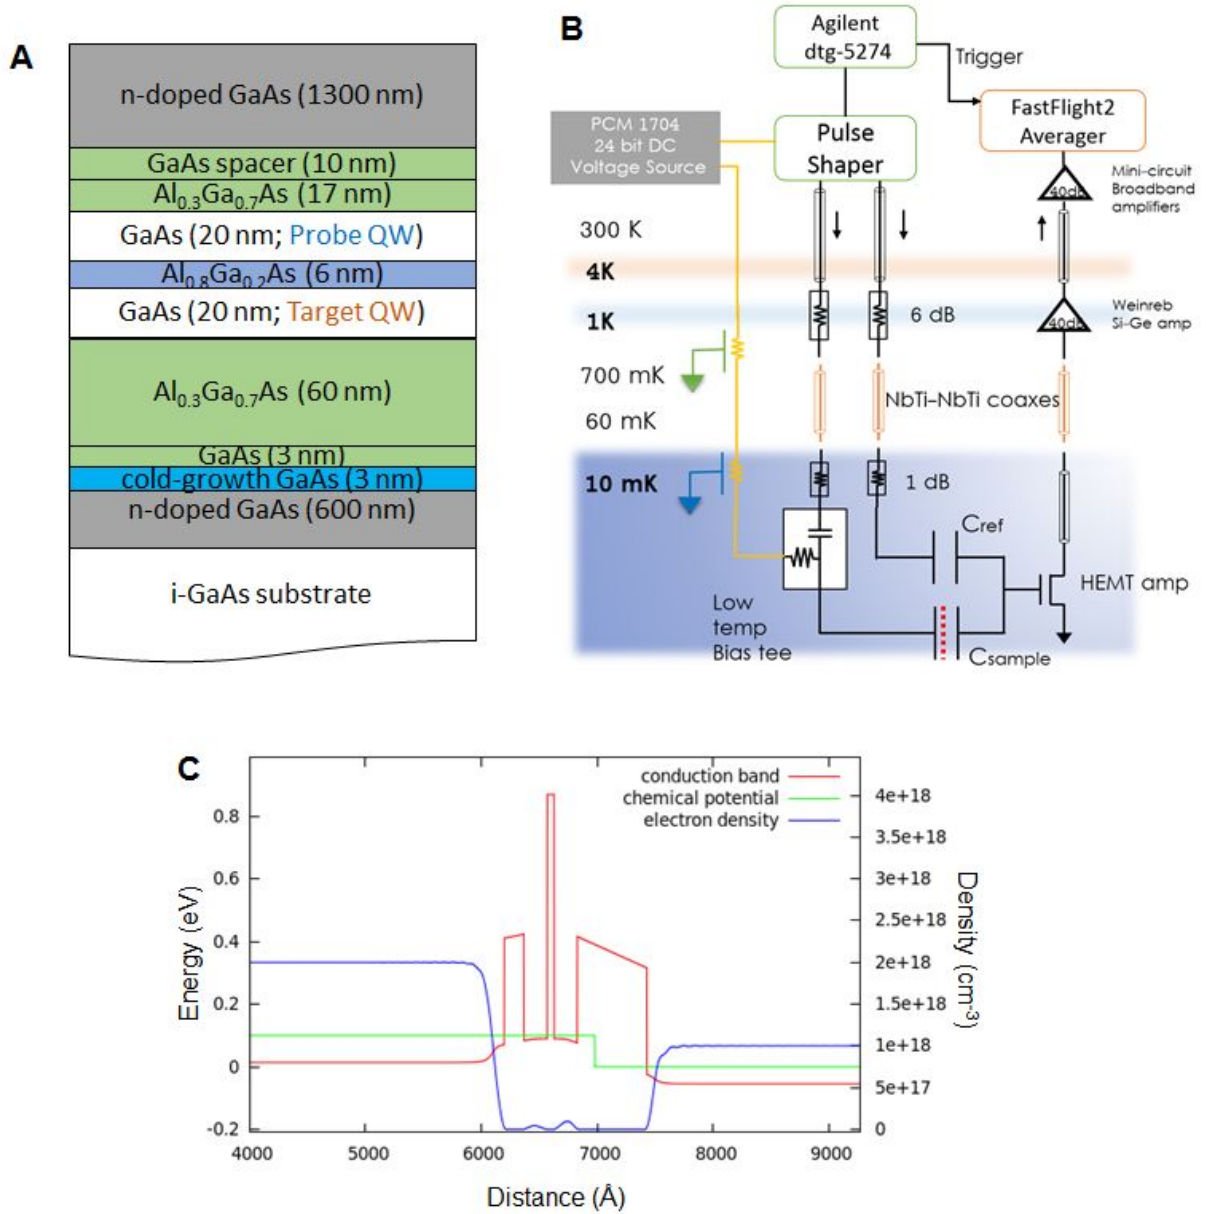 A
n-doped GaAs (1300 nm)
GaAs spacer (10 nm)
Al0.3Ga0.7As (17 nm)
GaAs (20 nm; Probe QW)
Al0.8Ga0.2As (6 nm)
GaAs (20 nm; Target QW)
Al0.3Ga0.7As (60 nm)
GaAs (3 nm)
cold-growth GaAs (3 nm)
n-doped GaAs (600 nm)
i-GaAs substrate
B
Agilent
dtg-5274
Trigger
PCM 1704
24 bit DC
Voltage Source
Pulse
Shaper
FastFlight2
Averager
40dB
Mini-circuit
Broadband
amplifiers
300 K
4K
1K
6 dB
40dB
Weinreb
Si-Ge amp
700 mK
60 mK
NbTi-NbTi coaxes
10 mK
1 dB
Cref
HEMT amp
Low
temp
Bias tee
Csample
C
conduction band
chemical potential
electron density
Energy (eV)
0.8
0.6
0.4
0.2
0
-0.2
4e+18
3.5e+18
3e+18
2.5e+18
2e+18
1.5e+18
1e+18
5e+17
0
Density (cm-3)
4000
5000
6000
7000
8000
9000
Distance (Å)